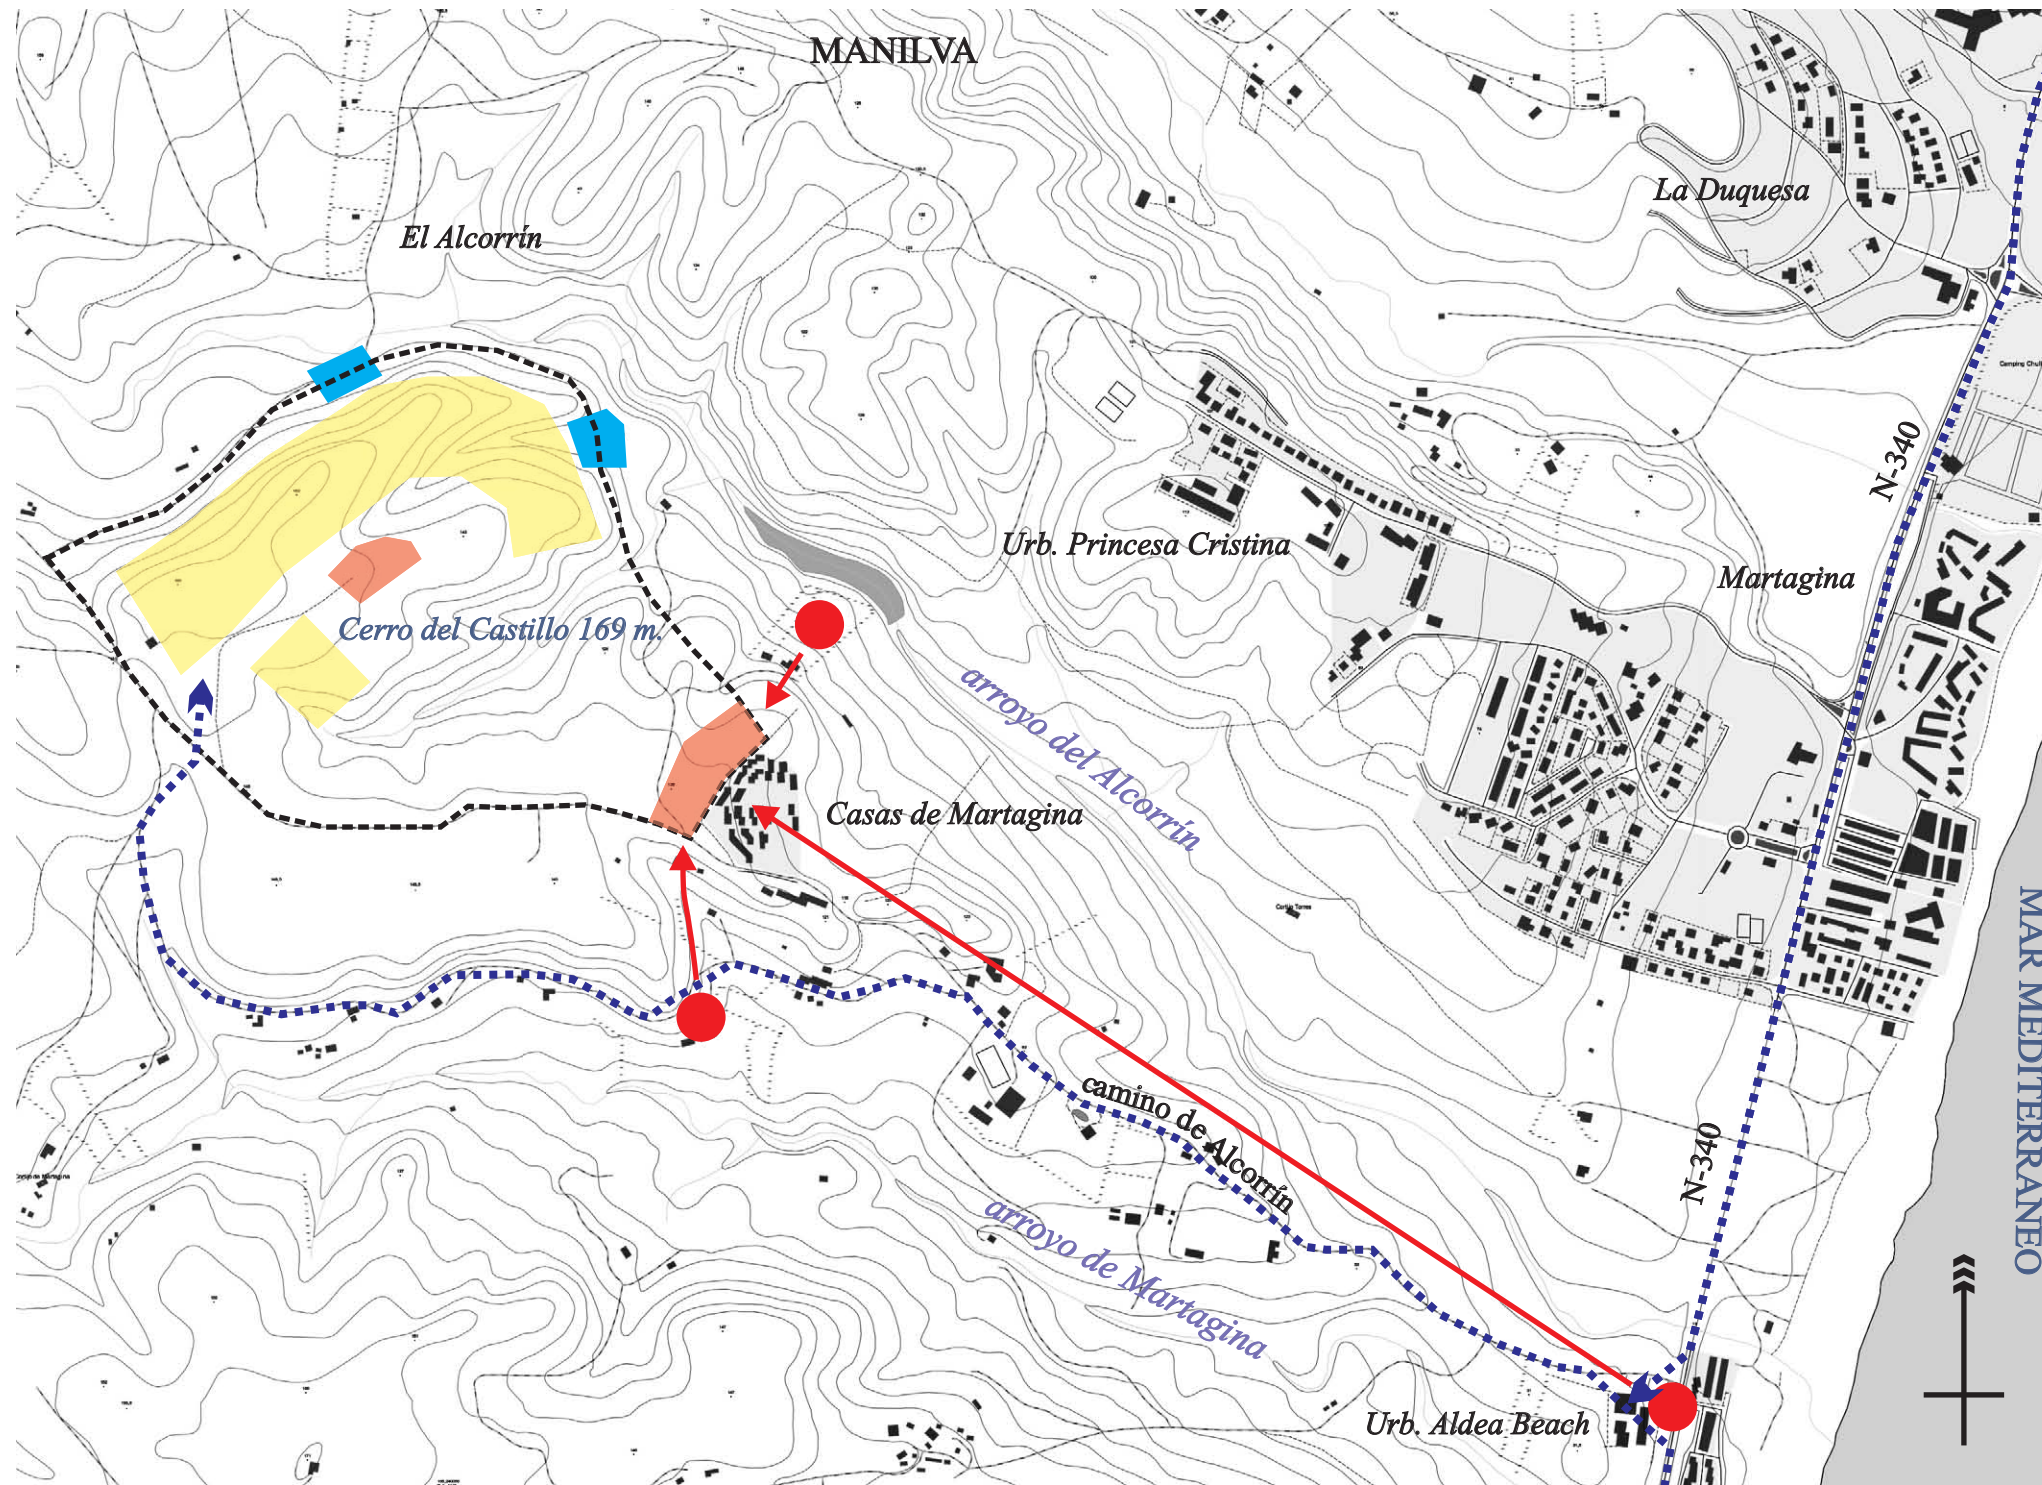 MANILVA
La Duquesa
El Alcorrín
N-340
Urb. Princesa Cristina
Martagina
Cerro del Castillo 169 m.
arroyo del Alcorrín
Casas de Martagina
MAR MEDITERRANEO
camino de Alcorrín
N-340
arroyo de Martagina
Urb. Aldea Beach